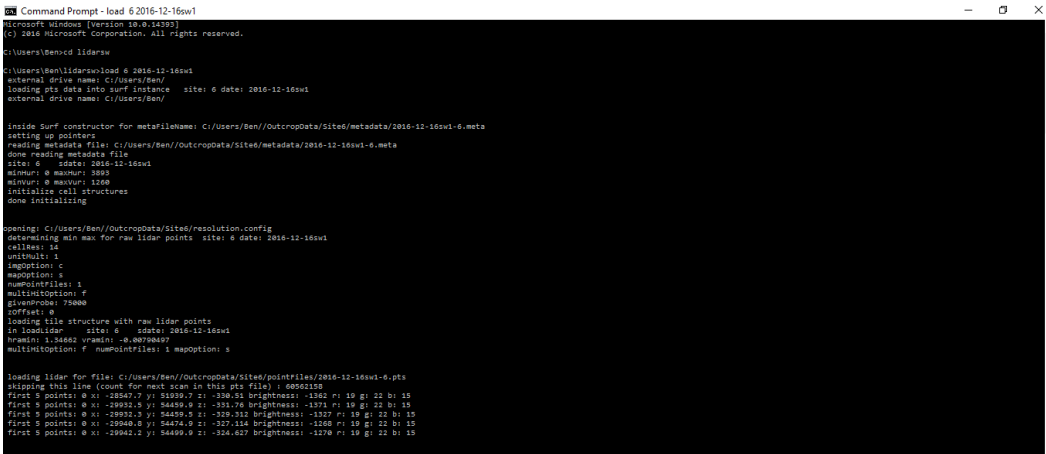 Command Prompt - load 6 2016-12-16sw1
Microsoft Windows [Version 10.0.14393]
(c) 2016 Microsoft Corporation. All rights reserved.
C:\Users\Ben>cd lidarsw
C:\Users\Ben\lidarsw>load 6 2016-12-16sw1
external drive name: C:/Users/Ben/
loading pts data into surf instance site: 6 date: 2016-12-16sw1
external drive name: C:/Users/Ben/
inside Surf constructor for metaFileName: C:/Users/Ben//OutcropData/Site6/metadata/2016-12-16sw1-6.meta
setting up pointers
reading metadata file: C:/Users/Ben//OutcropData/Site6/metadata/2016-12-16sw1-6.meta
done reading metadata file
site: 6 sdate: 2016-12-16sw1
minHur: 0 maxHur: 3893
minVur: 0 maxVur: 1260
initialize cell structures
done initializing
opening: C:/Users/Ben//OutcropData/Site6/resolution.config
determining min max for raw lidar points site: 6 date: 2016-12-16sw1
cellRes: 14
unitMult: 1
imgOption: c
mapOption: s
numPointFiles: 1
multiHitOption: f
givenProbe: 75000
zOffset: 0
loading tile structure with raw lidar points
in loadLidar site: 6 sdate: 2016-12-16sw1
hramin: 1.34662 vramin: -0.00790497
multiHitOption: f numPointFiles: 1 mapOption: s
loading lidar for file: C:/Users/Ben//OutcropData/Site6/pointFiles/2016-12-16sw1-6.pts
skipping this line (count for next scan in this pts file) : 60562158
first 5 points: 0 x: -28547.7 y: 51939.7 z: -330.51 brightness: -1362 r: 19 g: 22 b: 15
first 5 points: 0 x: -29932.5 y: 54459.9 z: -331.76 brightness: -1371 r: 19 g: 22 b: 15
first 5 points: 0 x: -29932.3 y: 54459.5 z: -329.312 brightness: -1327 r: 19 g: 22 b: 15
first 5 points: 0 x: -29940.8 y: 54474.9 z: -327.114 brightness: -1268 r: 19 g: 22 b: 15
first 5 points: 0 x: -29942.2 y: 54499.9 z: -324.627 brightness: -1270 r: 19 g: 22 b: 15